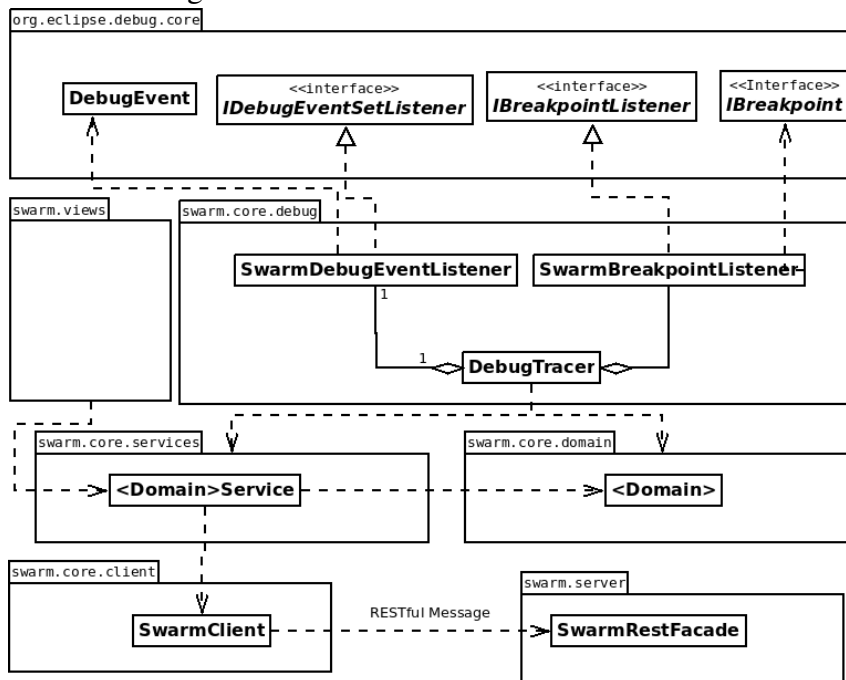 org.eclipse.debug.core
DebugEvent
<<interface>>
IDebugEventSetListener
<<interface>>
IBreakpointListener
<<Interface>>
IBreakpoint
swarm.views
swarm.core.debug
SwarmDebugEventListener
SwarmBreakpointListener
1
1
DebugTracer
swarm.core.services
<Domain>Service
swarm.core.domain
<Domain>
swarm.core.client
SwarmClient
RESTful Message
swarm.server
SwarmRestFacade